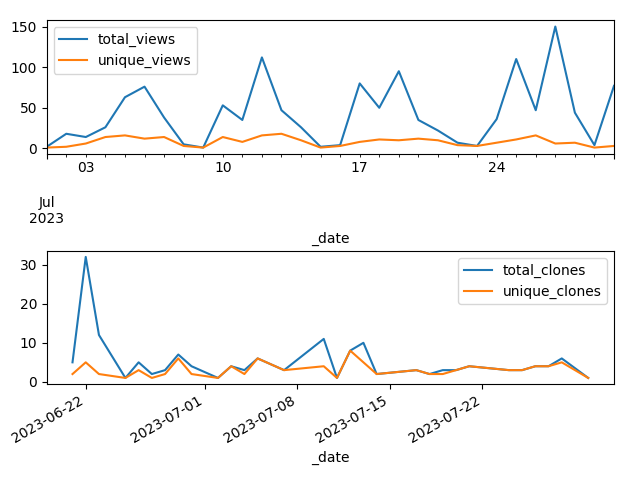 150
100
50
0
total_views
unique_views
03
10
17
24
Jul
2023
_date
30
20
10
0
total_clones
unique_clones
2023-06-22
2023-07-01
2023-07-08
2023-07-15
2023-07-22
_date